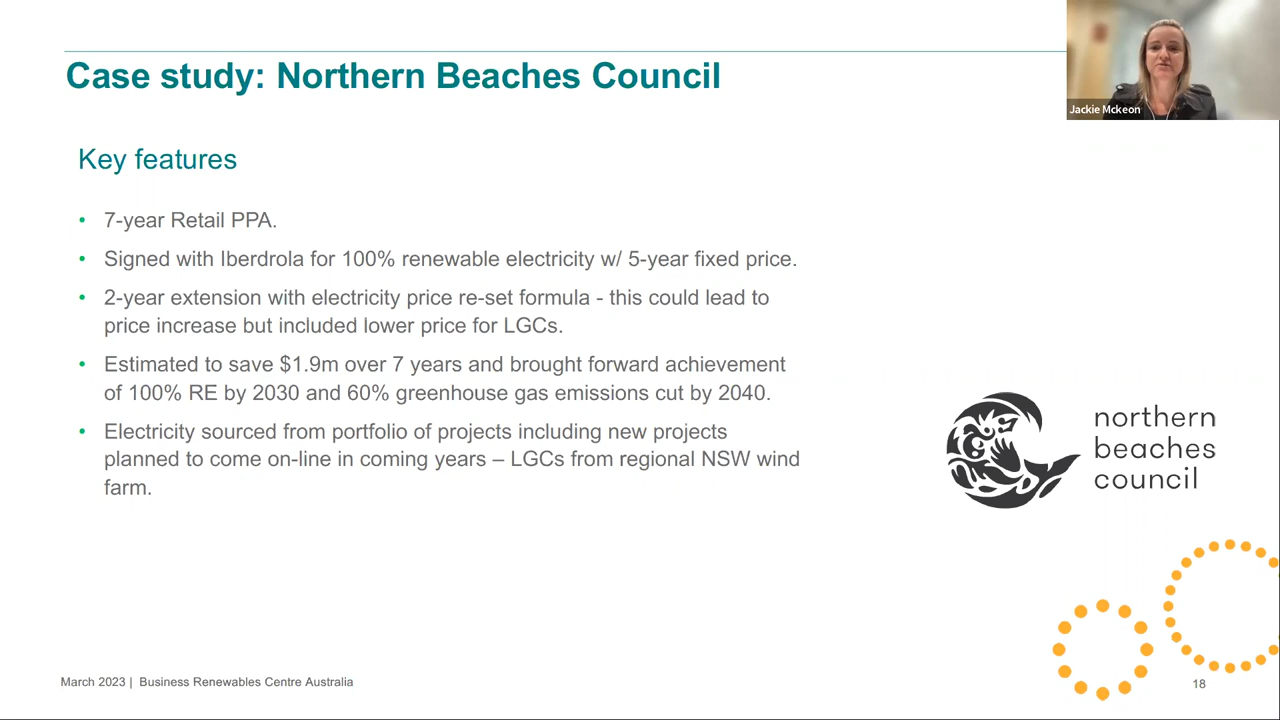 Case study: Northern Beaches Council
Jackie Mckeon
Key features
• 7-year Retail PPA.
• Signed with Iberdrola for 100% renewable electricity w/ 5-year fixed price.
• 2-year extension with electricity price re-set formula - this could lead to
price increase but included lower price for LGCs.
• Estimated to save $1.9m over 7 years and brought forward achievement
of 100% RE by 2030 and 60% greenhouse gas emissions cut by 2040.
• Electricity sourced from portfolio of projects including new projects
planned to come on-line in coming years – LGCs from regional NSW wind
farm.
northern
beaches
council
March 2023 | Business Renewables Centre Australia
18